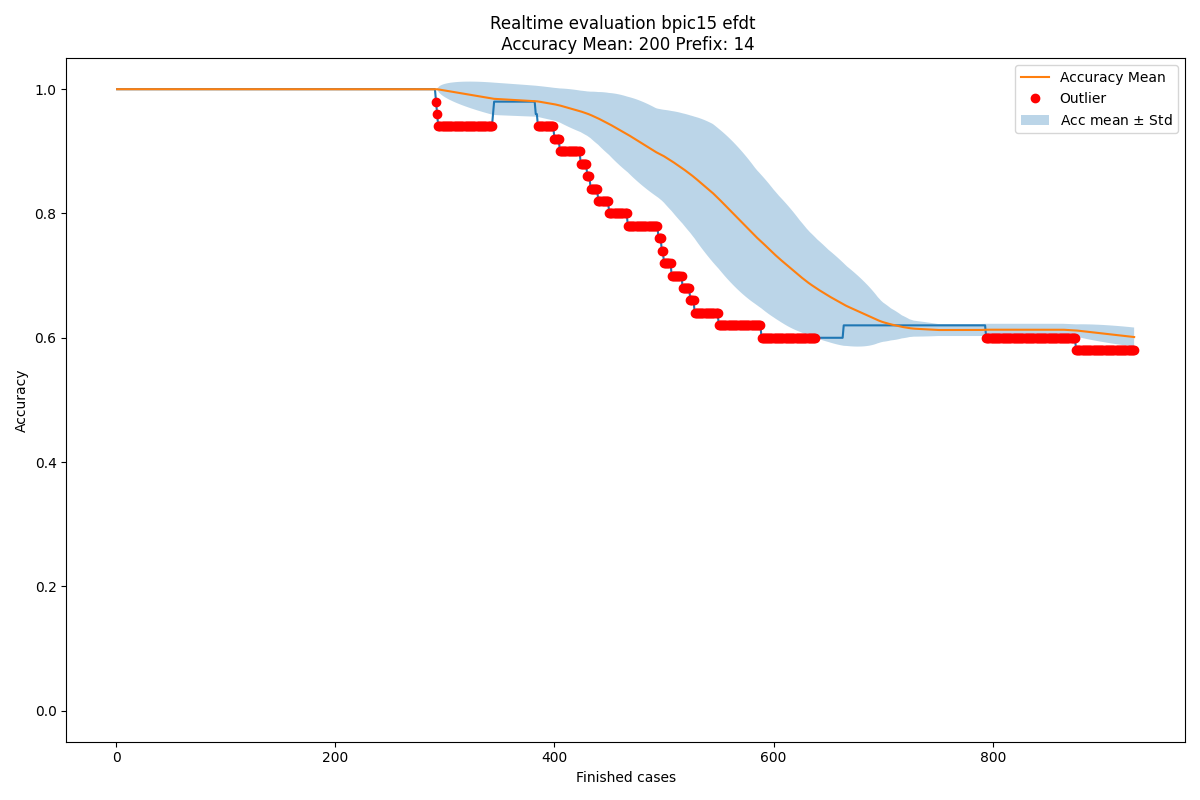 Realtime evaluation bpic15 efdt
Accuracy Mean: 200 Prefix: 14
Accuracy Mean
Outlier
Acc mean ± Std
1.0
0.8
0.6
0.4
0.2
0.0
Accuracy
0
200
400
600
800
Finished cases